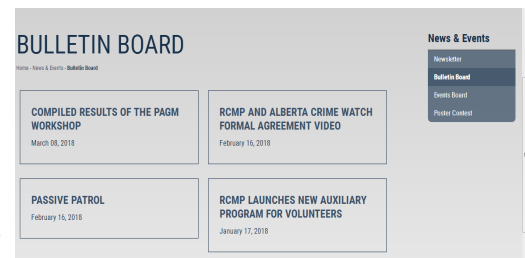 BULLETIN BOARD
Home - News & Events - Bulletin Board
COMPILED RESULTS OF THE PAGM
WORKSHOP
March 08, 2018
RCMP AND ALBERTA CRIME WATCH
FORMAL AGREEMENT VIDEO
February 16, 2018
PASSIVE PATROL
February 16, 2018
RCMP LAUNCHES NEW AUXILIARY
PROGRAM FOR VOLUNTEERS
January 17, 2018
News & Events
Newsletter
Bulletin Board
Events Board
Poster Contest